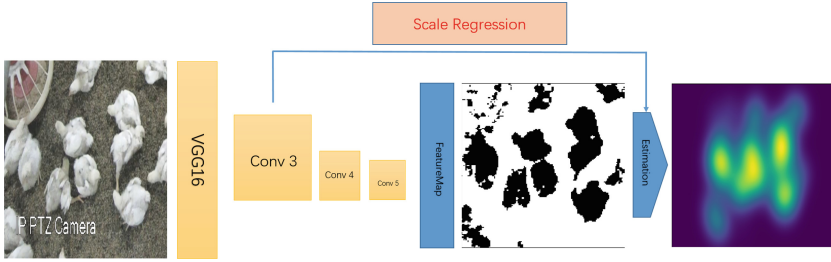 Scale Regression
VGG16
Conv 3
Conv 4
Conv 5
FeatureMap
Estimation
P PTZ Camera